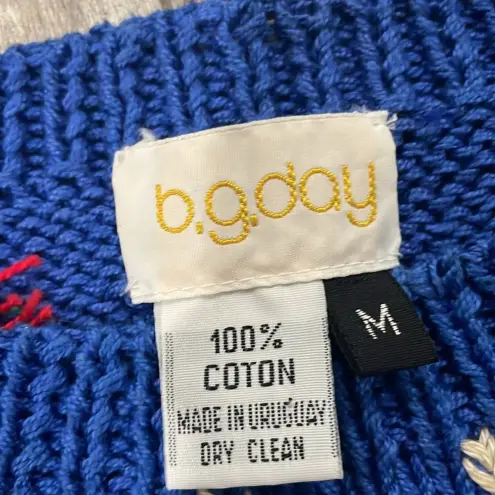 b.g.day
M
100%
COTON
MADE IN URUGUAY
DRY CLEAN